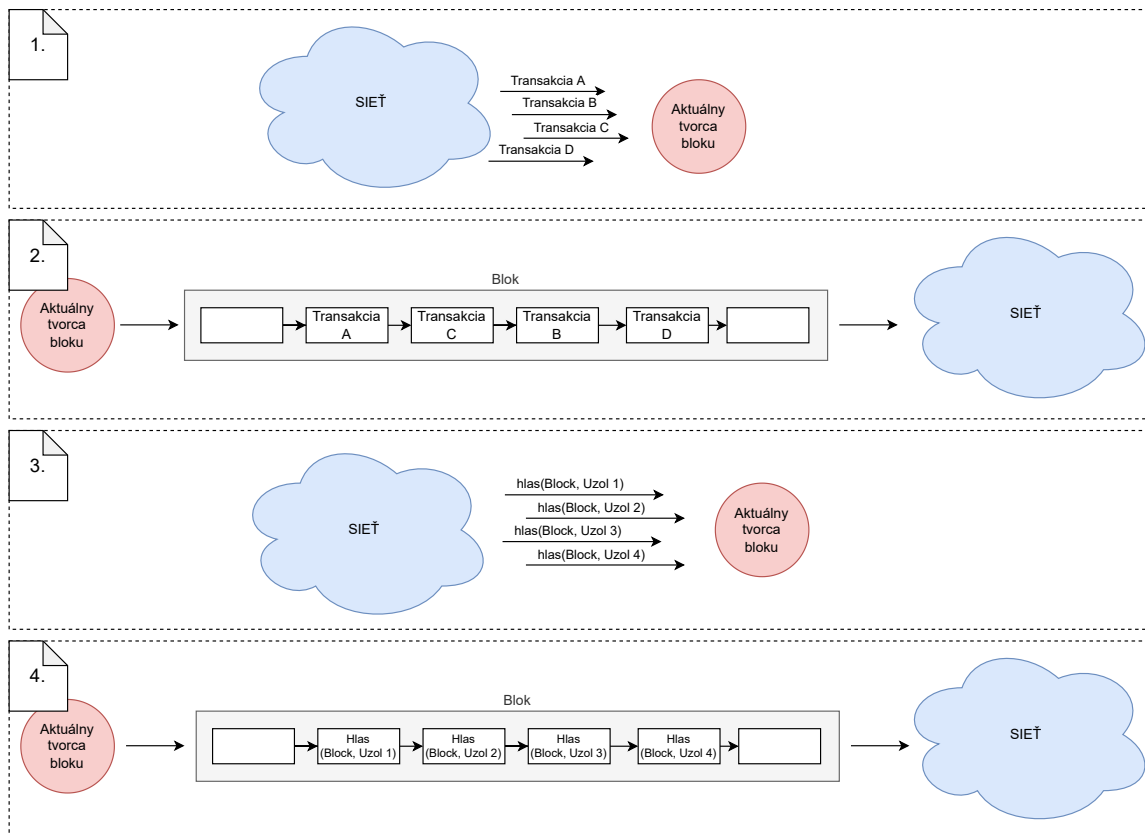 1.
SIEŤ
Transakcia A
Transakcia B
Transakcia C
Transakcia D
Aktuálny
tvorca
bloku
2.
Aktuálny
tvorca
bloku
Blok
Transakcia
A
Transakcia
C
Transakcia
B
Transakcia
D
SIEŤ
3.
SIEŤ
hlas(Block, Uzol 1)
hlas(Block, Uzol 2)
hlas(Block, Uzol 3)
hlas(Block, Uzol 4)
Aktuálny
tvorca
bloku
4.
Aktuálny
tvorca
bloku
Blok
Hlas
(Block, Uzol 1)
Hlas
(Block, Uzol 2)
Hlas
(Block, Uzol 3)
Hlas
(Block, Uzol 4)
SIEŤ